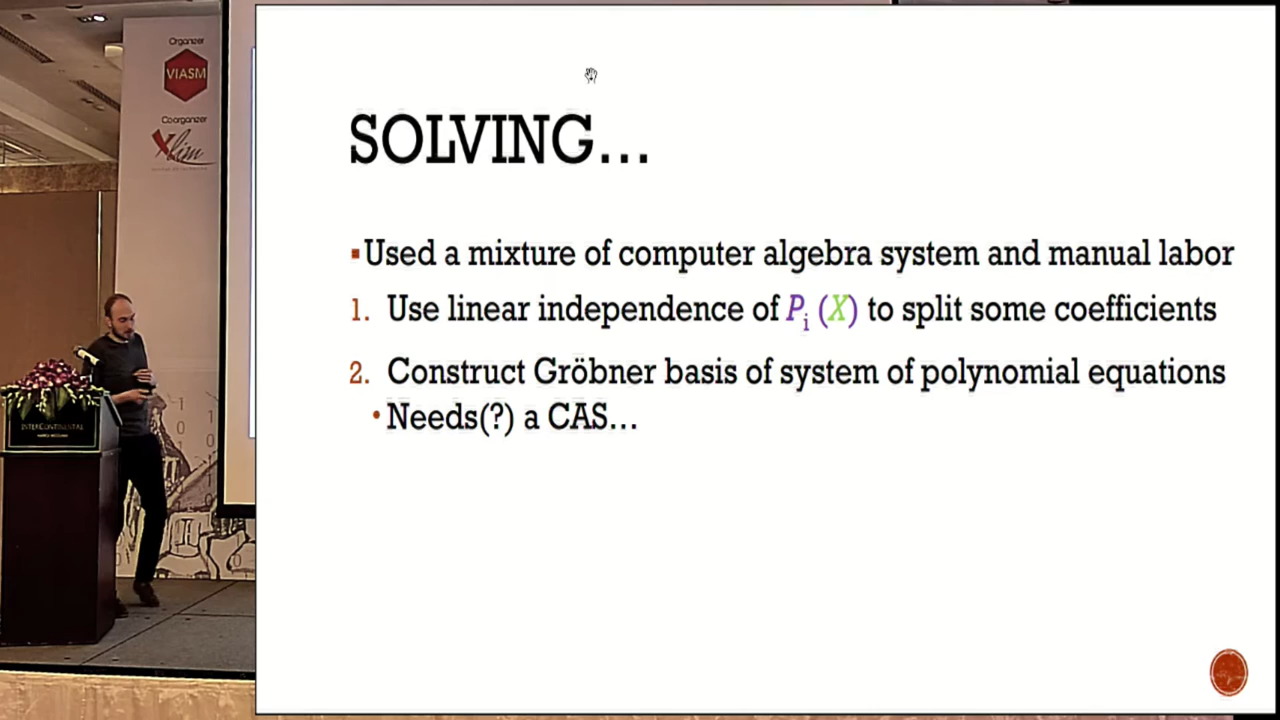 Organizer
VIASM
Coorganizer
Xlim
INTERCONTINENTAL
SOLVING...
▪Used a mixture of computer algebra system and manual labor
1. Use linear independence of Pi (X) to split some coefficients
2. Construct Gröbner basis of system of polynomial equations
• Needs(?) a CAS...